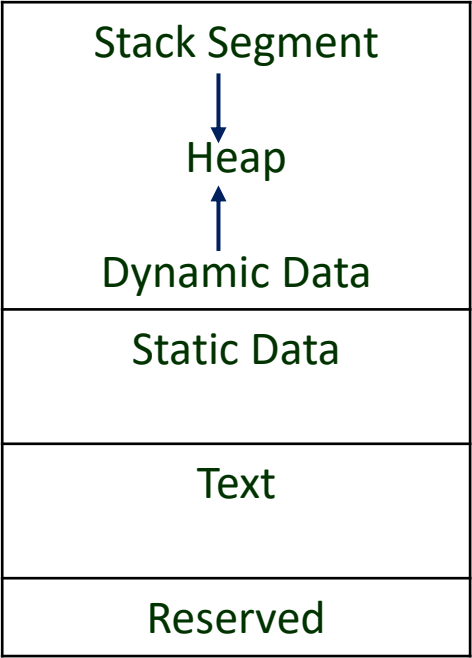 Stack Segment
Heap
Dynamic Data
Static Data
Text
Reserved